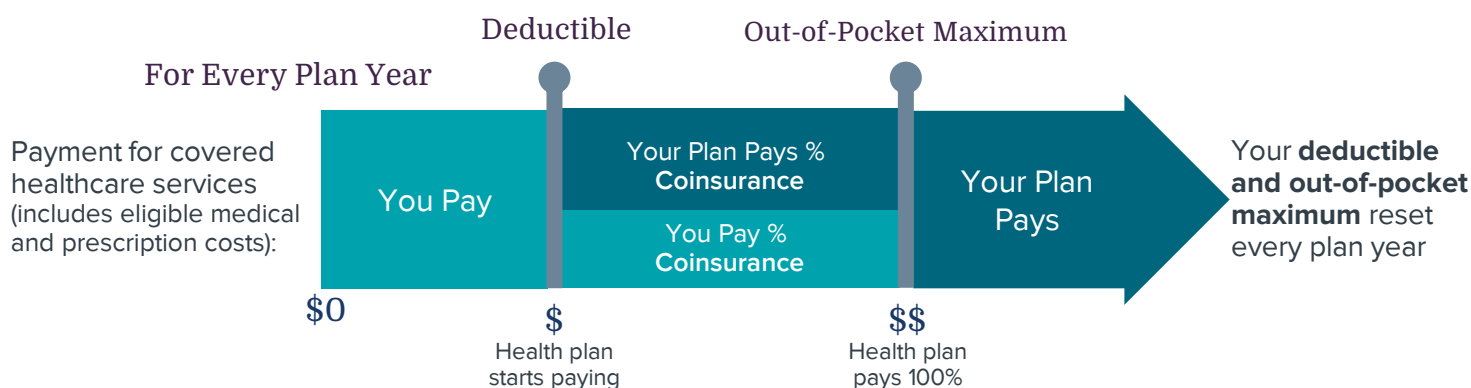 Deductible
Out-of-Pocket Maximum
For Every Plan Year
Payment for covered
healthcare services
(includes eligible medical
and prescription costs):
You Pay
Your Plan Pays %
Coinsurance
You Pay %
Coinsurance
Your Plan
Pays
Your deductible
and out-of-pocket
maximum reset
every plan year
$0
$
Health plan
starts paying
$$
Health plan
pays 100%